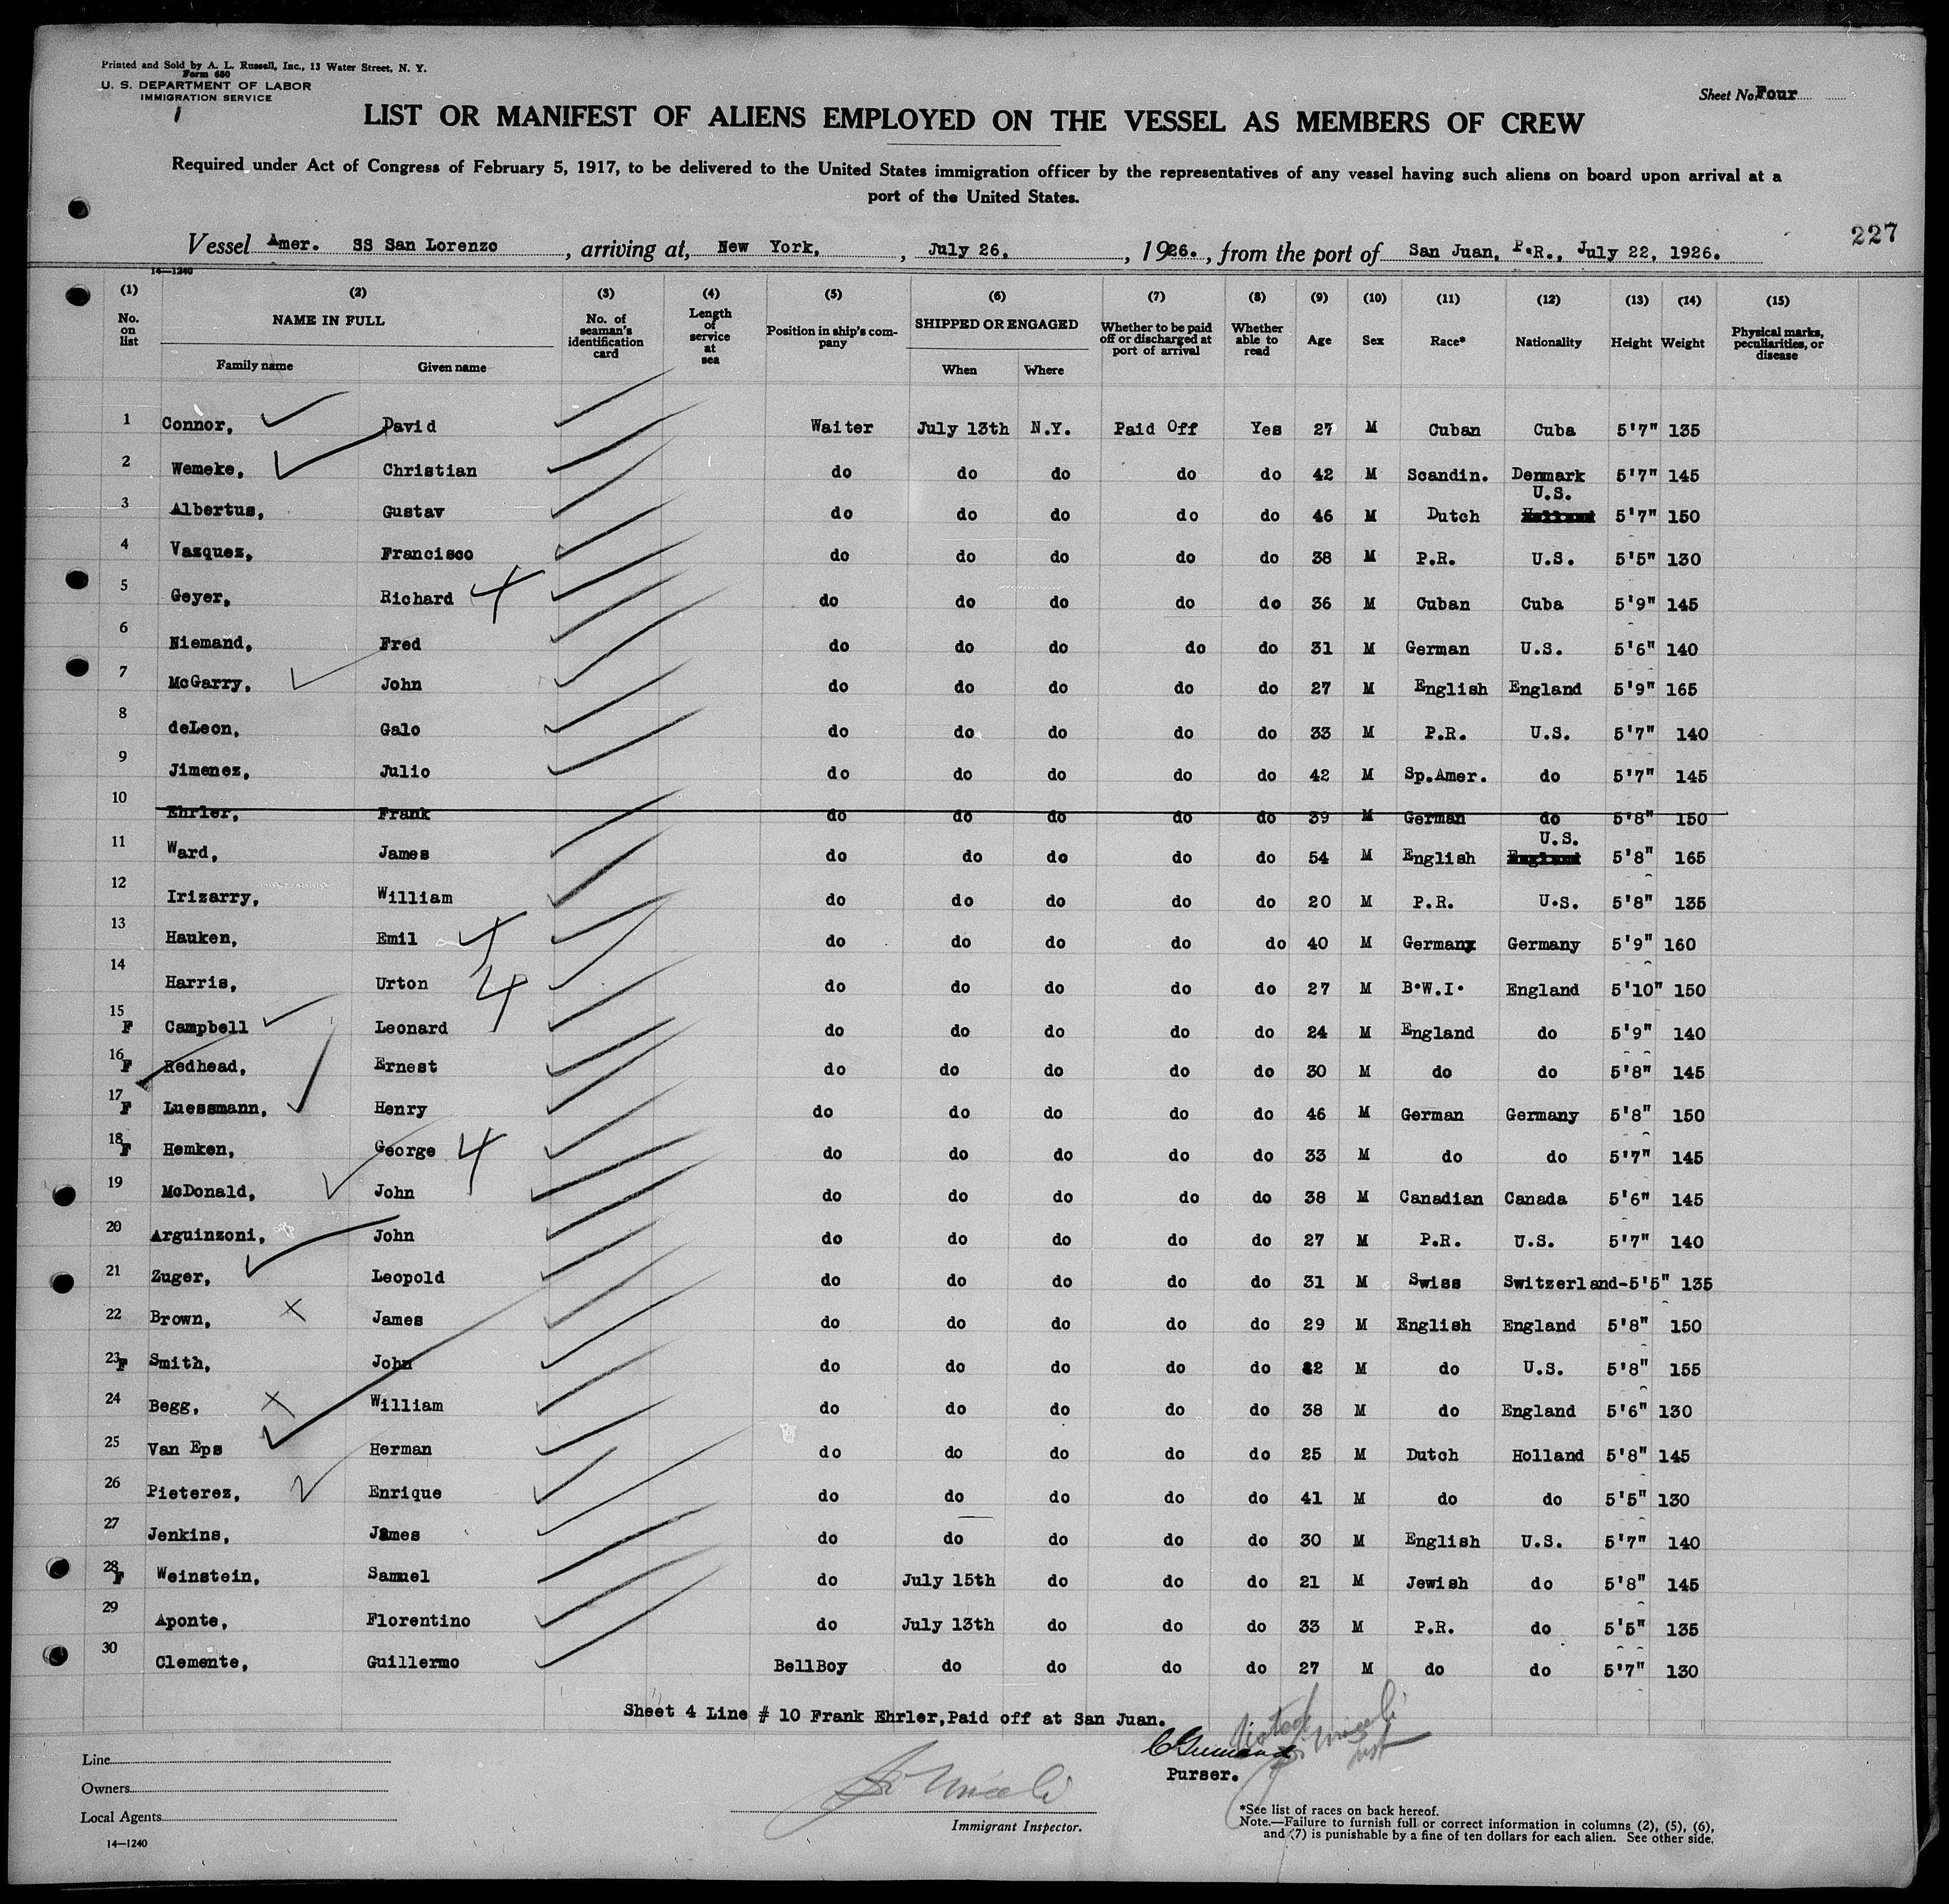 Printed and Sold by A. L. Russell, Inc., 13 Water Street, N. Y.
Form 680
U. S. DEPARTMENT OF LABOR
IMMIGRATION SERVICE
Sheet No. Four
LIST OR MANIFEST OF ALIENS EMPLOYED ON THE VESSEL AS MEMBERS OF CREW
Required under Act of Congress of February 5, 1917, to be delivered to the United States immigration officer by the representatives of any vessel having such aliens on board upon arrival at a
port of the United States.
227
Vessel Amer. SS San Lorenzo, arriving at, New York, , July 26, , 1926., from the port of San Juan, P.R., July 22, 1926.
14—1240
(1) (2) (3) (4) (5) (6) (7) (8) (9) (10) (11) (12) (13) (14) (15)
No. on list NAME IN FULL Family name Given name No. of seaman's identification card Length of service at sea Position in ship's company SHIPPED OR ENGAGED When Where Whether to be paid off or discharged at port of arrival Whether able to read Age Sex Race* Nationality Height Weight Physical marks, peculiarities, or disease
1 Connor, David Waiter July 13th N.Y. Paid Off Yes 27 M Cuban Cuba 5'7" 135
2 Wemeke, Christian do do do do do 42 M Scandin. Denmark 5'7" 145
3 Albertus, Gustav do do do do do 46 M Dutch U.S. Holland 5'7" 150
4 Vazquez, Francisco do do do do do 38 M P.R. U.S. 5'5" 130
5 Geyer, Richard 4 do do do do do 36 M Cuban Cuba 5'9" 145
6 Niemand, Fred do do do do do 31 M German U.S. 5'6" 140
7 McGarry, John do do do do do 27 M English England 5'9" 165
8 deLeon, Galo do do do do do 33 M P.R. U.S. 5'7" 140
9 Jimenez, Julio do do do do do 42 M Sp.Amer. do 5'7" 145
10 Ehrler, Frank do do do do do 39 M German do 5'8" 150
11 Ward, James do do do do do 54 M English U.S. England 5'8" 165
12 Irizarry, William do do do do do 20 M P.R. U.S. 5'8" 135
13 Hauken, Emil 4 do do do do do 40 M Germany Germany 5'9" 160
14 Harris, Urton 4 do do do do do 27 M B.W.I. England 5'10" 150
15 F Campbell Leonard do do do do do 24 M England do 5'9" 140
16 F Redhead, Ernest do do do do do 30 M do do 5'8" 145
17 F Luessmann, Henry do do do do do 46 M German Germany 5'8" 150
18 F Hemken, George 4 do do do do do 33 M do do 5'7" 145
19 McDonald, John do do do do do 38 M Canadian Canada 5'6" 145
20 Arguinzoni, John do do do do do 27 M P.R. U.S. 5'7" 140
21 Zuger, Leopold do do do do do 31 M Swiss Switzerland-5'5" 135
22 Brown, x James do do do do do 29 M English England 5'8" 150
23 F Smith, John do do do do do 22 M do U.S. 5'8" 155
24 Begg, x William do do do do do 38 M do England 5'6" 130
25 Van Eps Herman do do do do do 25 M Dutch Holland 5'8" 145
26 Pieterez, Enrique do do do do do 41 M do do 5'5" 130
27 Jenkins, James do do do do do 30 M English U.S. 5'7" 140
28 F Weinstein, Samuel do July 15th do do do 21 M Jewish do 5'8" 145
29 Aponte, Florentino do July 13th do do do 33 M P.R. do 5'5" 135
30 Clemente, Guillermo BellBoy do do do do 27 M do do 5'7" 130
Sheet 4 Line # 10 Frank Ehrler, Paid off at San Juan.
Purser.
Line
Owners
Local Agents
14—1240
Immigrant Inspector.
*See list of races on back hereof.
Note.—Failure to furnish full or correct information in columns (2), (5), (6),
and (7) is punishable by a fine of ten dollars for each alien. See other side.